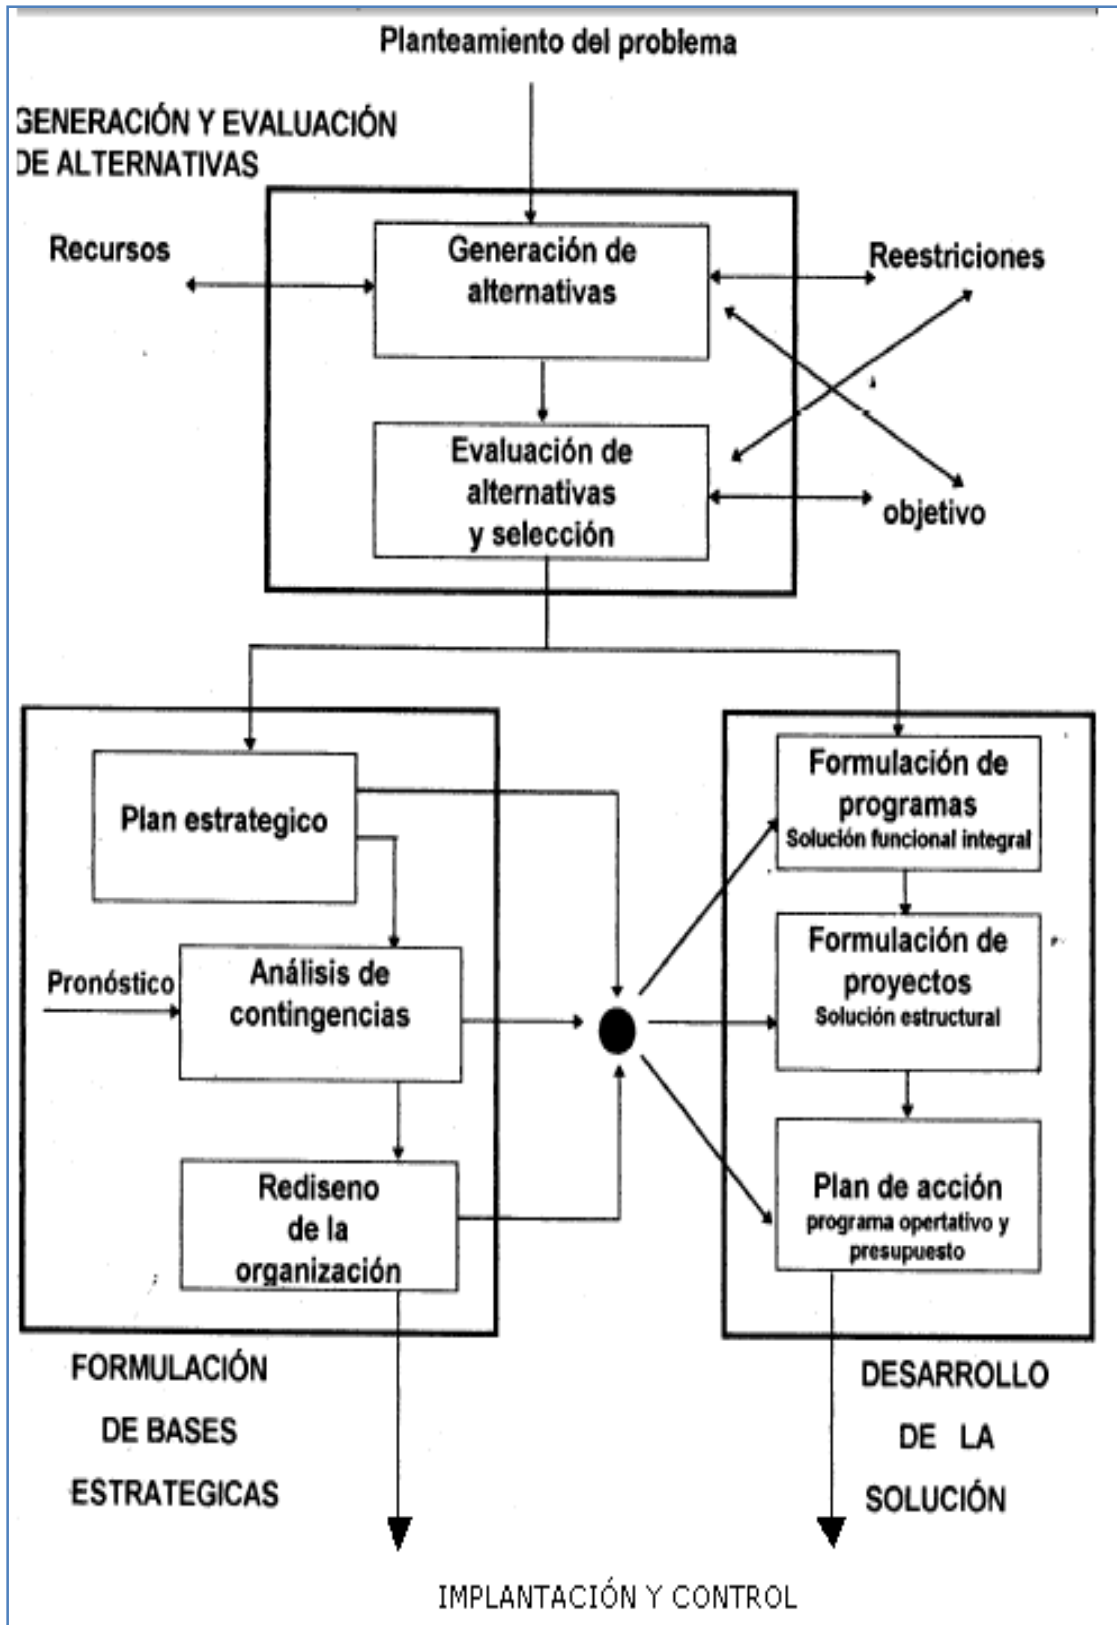 Planteamiento del problema
GENERACIÓN Y EVALUACIÓN
DE ALTERNATIVAS
Recursos
Generación de
alternativas
Reestriciones
Evaluación de
alternativas
y selección
objetivo
Plan estrategico
Pronóstico
Análisis de
contingencias
Rediseno
de la
organización
FORMULACIÓN
DE BASES
ESTRATEGICAS
Formulación de
programas
Solución funcional integral
Formulación de
proyectos
Solución estructural
Plan de acción
programa opertativo y
presupuesto
DESARROLLO
DE LA
SOLUCIÓN
IMPLANTACIÓN Y CONTROL